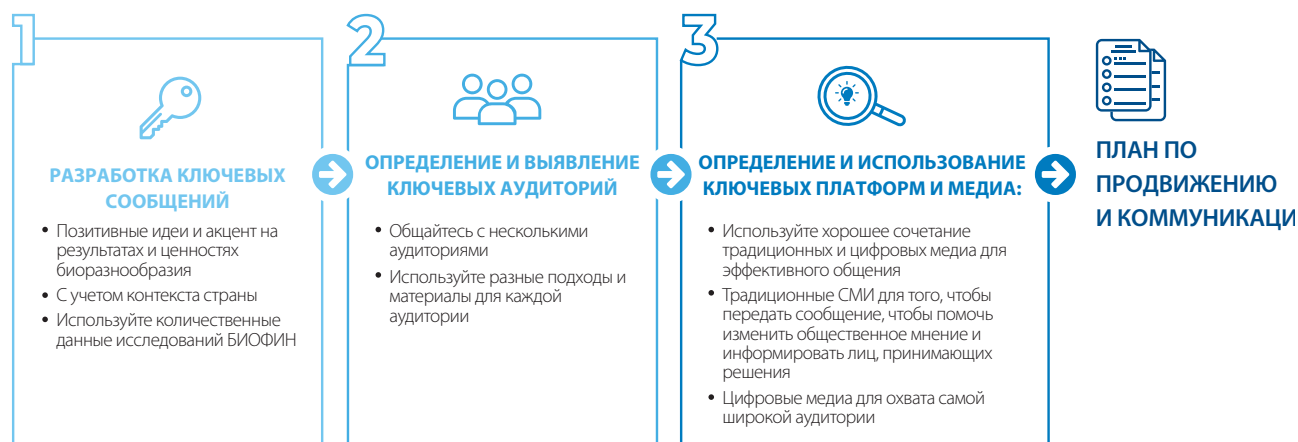 1
РАЗРАБОТКА КЛЮЧЕВЫХ
СООБЩЕНИЙ
• Позитивные идеи и акцент на
результатах и ценностях
биоразнообразия
• С учетом контекста страны
• Используйте количественные
данные исследований БИОФИН
2
ОПРЕДЕЛЕНИЕ И ВЫЯВЛЕНИЕ
КЛЮЧЕВЫХ АУДИТОРИЙ
• Общайтесь с несколькими
аудиториями
• Используйте разные подходы и
материалы для каждой
аудитории
3
ОПРЕДЕЛЕНИЕ И ИСПОЛЬЗОВАНИЕ
КЛЮЧЕВЫХ ПЛАТФОРМ И МЕДИА:
• Используйте хорошее сочетание
традиционных и цифровых медиа для
эффективного общения
• Традиционные СМИ для того, чтобы
передать сообщение, чтобы помочь
изменить общественное мнение и
информировать лиц, принимающих
решения
• Цифровые медиа для охвата самой
широкой аудитории
ПЛАН ПО
ПРОДВИЖЕНИЮ
И КОММУНИКАЦИ